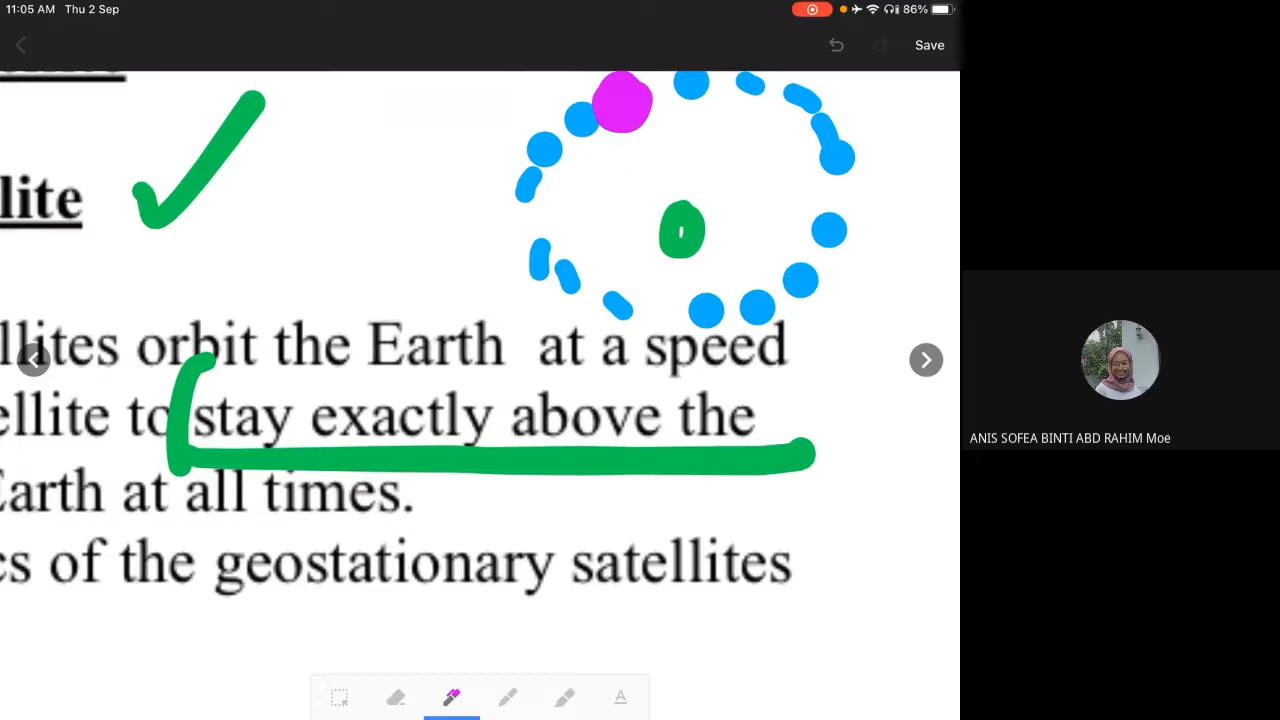 11:05 AM Thu 2 Sep
86%
Save
lite
llites orbit the Earth at a speed
ellite to stay exactly above the
Earth at all times.
cs of the geostationary satellites
ANIS SOFEA BINTI ABD RAHIM Moe
A